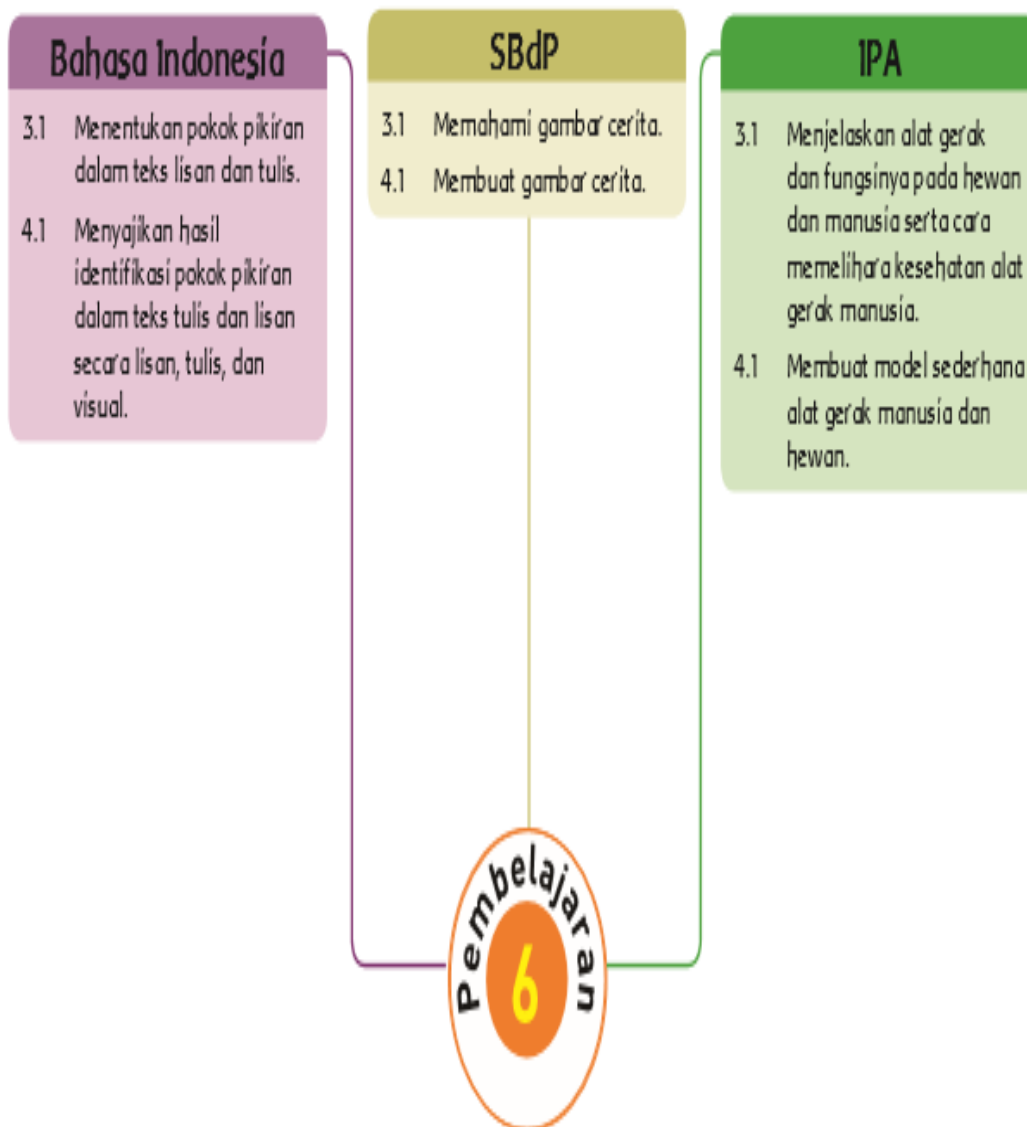 Bahasa Indonesia
3.1 Menentukan pokok pikiran
dalam teks lisan dan tulis.
4.1 Menyajikan hasil
identifikasi pokok pikiran
dalam teks tulis dan lisan
secara lisan, tulis, dan
visual.
SBdP
3.1 Memahami gambar cerita.
4.1 Membuat gambar cerita.
IPA
3.1 Menjelaskan alat gerak
dan fungsinya pada hewan
dan manusia serta cara
memelihara kesehatan alat
gerak manusia.
4.1 Membuat model sederhana
alat gerak manusia dan
hewan.
Pembelajaran
6